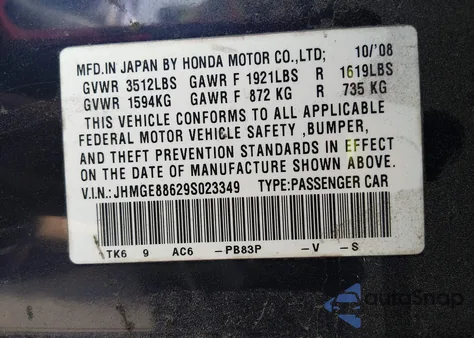 MFD.IN JAPAN BY HONDA MOTOR CO.,LTD; 10/'08
GVWR 3512LBS GAWR F 1921LBS R 1619LBS
GVWR 1594KG GAWR F 872 KG R 735 KG
THIS VEHICLE CONFORMS TO ALL APPLICABLE
FEDERAL MOTOR VEHICLE SAFETY ,BUMPER,
AND THEFT PREVENTION STANDARDS IN EFFECT
ON THE DATE OF MANUFACTURE SHOWN ABOVE.
V.I.N.:JHMGE88629S023349 TYPE:PASSENGER CAR
TK6 9 AC6 -PB83P -V -S
AutoSnap